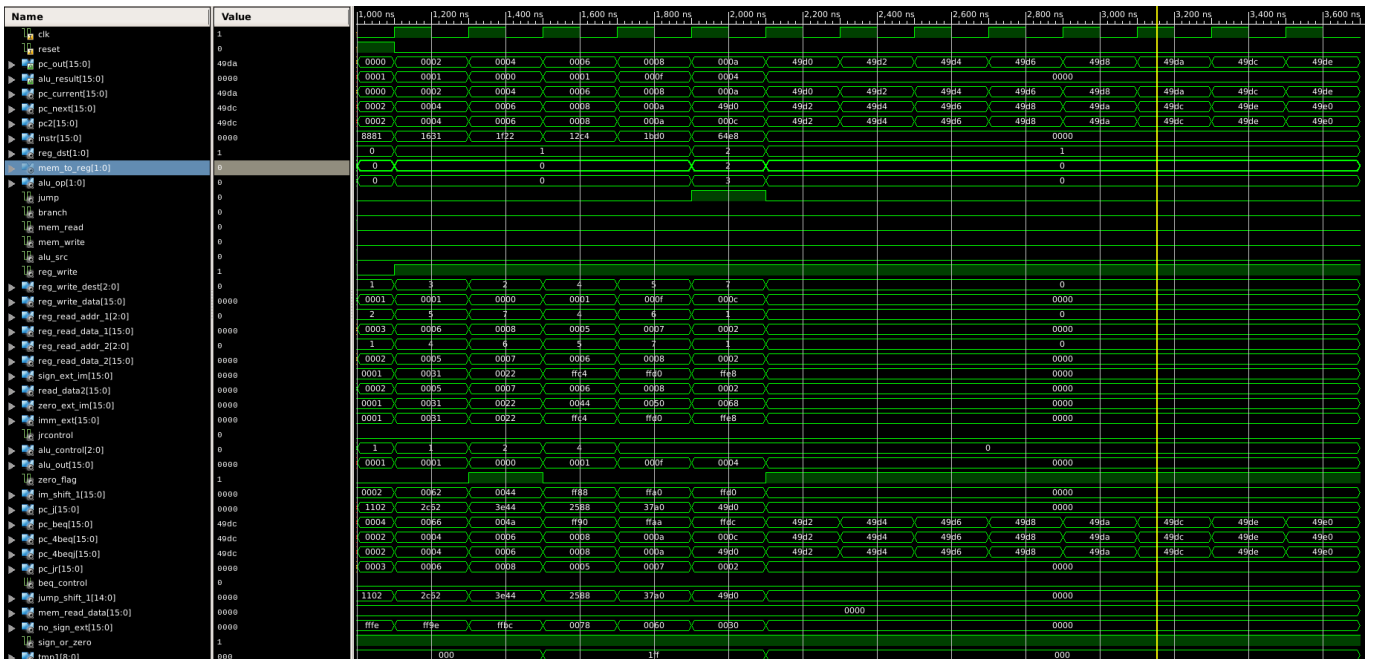 Name Value 1,000 ns 1,200 ns 1,400 ns 1,600 ns 1,800 ns 2,000 ns 2,200 ns 2,400 ns 2,600 ns 2,800 ns 3,000 ns 3,200 ns 3,400 ns 3,600 ns
clk 1
reset 0
pc_out[15:0] 49da 0000 0002 0004 0006 0008 000a 49d0 49d2 49d4 49d6 49d8 49da 49dc 49de
alu_result[15:0] 0000 0001 0001 0000 0001 000f 0004 0000
pc_current[15:0] 49da 0000 0002 0004 0006 0008 000a 49d0 49d2 49d4 49d6 49d8 49da 49dc 49de
pc_next[15:0] 49dc 0002 0004 0006 0008 000a 49d0 49d2 49d4 49d6 49d8 49da 49dc 49de 49e0
pc2[15:0] 49dc 0002 0004 0006 0008 000a 000c 49d2 49d4 49d6 49d8 49da 49dc 49de 49e0
instr[15:0] 0000 8881 1631 1f22 12c4 1bd0 64e8 0000
reg_dst[1:0] 1 0 1 2 1
mem_to_reg[1:0] 0 0 0 2 0
alu_op[1:0] 0 0 0 3 0
jump 0
branch 0
mem_read 0
mem_write 0
alu_src 0
reg_write 1
reg_write_dest[2:0] 0 1 3 2 4 5 7 0
reg_write_data[15:0] 0000 0001 0001 0000 0001 000f 000c 0000
reg_read_addr_1[2:0] 0 2 5 7 4 6 1 0
reg_read_data_1[15:0] 0000 0003 0006 0008 0005 0007 0002 0000
reg_read_addr_2[2:0] 0 1 4 6 5 7 1 0
reg_read_data_2[15:0] 0000 0002 0005 0007 0006 0008 0002 0000
sign_ext_im[15:0] 0000 0001 0031 0022 ffc4 ffd0 ffe8 0000
read_data2[15:0] 0000 0002 0005 0007 0006 0008 0002 0000
zero_ext_im[15:0] 0000 0001 0031 0022 0044 0050 0068 0000
imm_ext[15:0] 0000 0001 0031 0022 ffc4 ffd0 ffe8 0000
jrcontrol 0
alu_control[2:0] 0 1 1 2 4 0
alu_out[15:0] 0000 0001 0001 0000 0001 000f 0004 0000
zero_flag 1
im_shift_1[15:0] 0000 0002 0062 0044 ff88 ffa0 ffd0 0000
pc_j[15:0] 0000 1102 2c62 3e44 2588 37a0 49d0 0000
pc_beq[15:0] 49dc 0004 0066 004a ff90 ffaa ffdc 49d2 49d4 49d6 49d8 49da 49dc 49de 49e0
pc_4beq[15:0] 49dc 0002 0004 0006 0008 000a 000c 49d2 49d4 49d6 49d8 49da 49dc 49de 49e0
pc_4beqj[15:0] 49dc 0002 0004 0006 0008 000a 49d0 49d2 49d4 49d6 49d8 49da 49dc 49de 49e0
pc_jr[15:0] 0000 0003 0006 0008 0005 0007 0002 0000
beq_control 0
jump_shift_1[14:0] 0000 1102 2c62 3e44 2588 37a0 49d0 0000
mem_read_data[15:0] 0000 0000
no_sign_ext[15:0] 0000 fffe ff9e ffbc 0078 0060 0030 0000
sign_or_zero 1
tmp1[8:0] 000 000 1ff 000